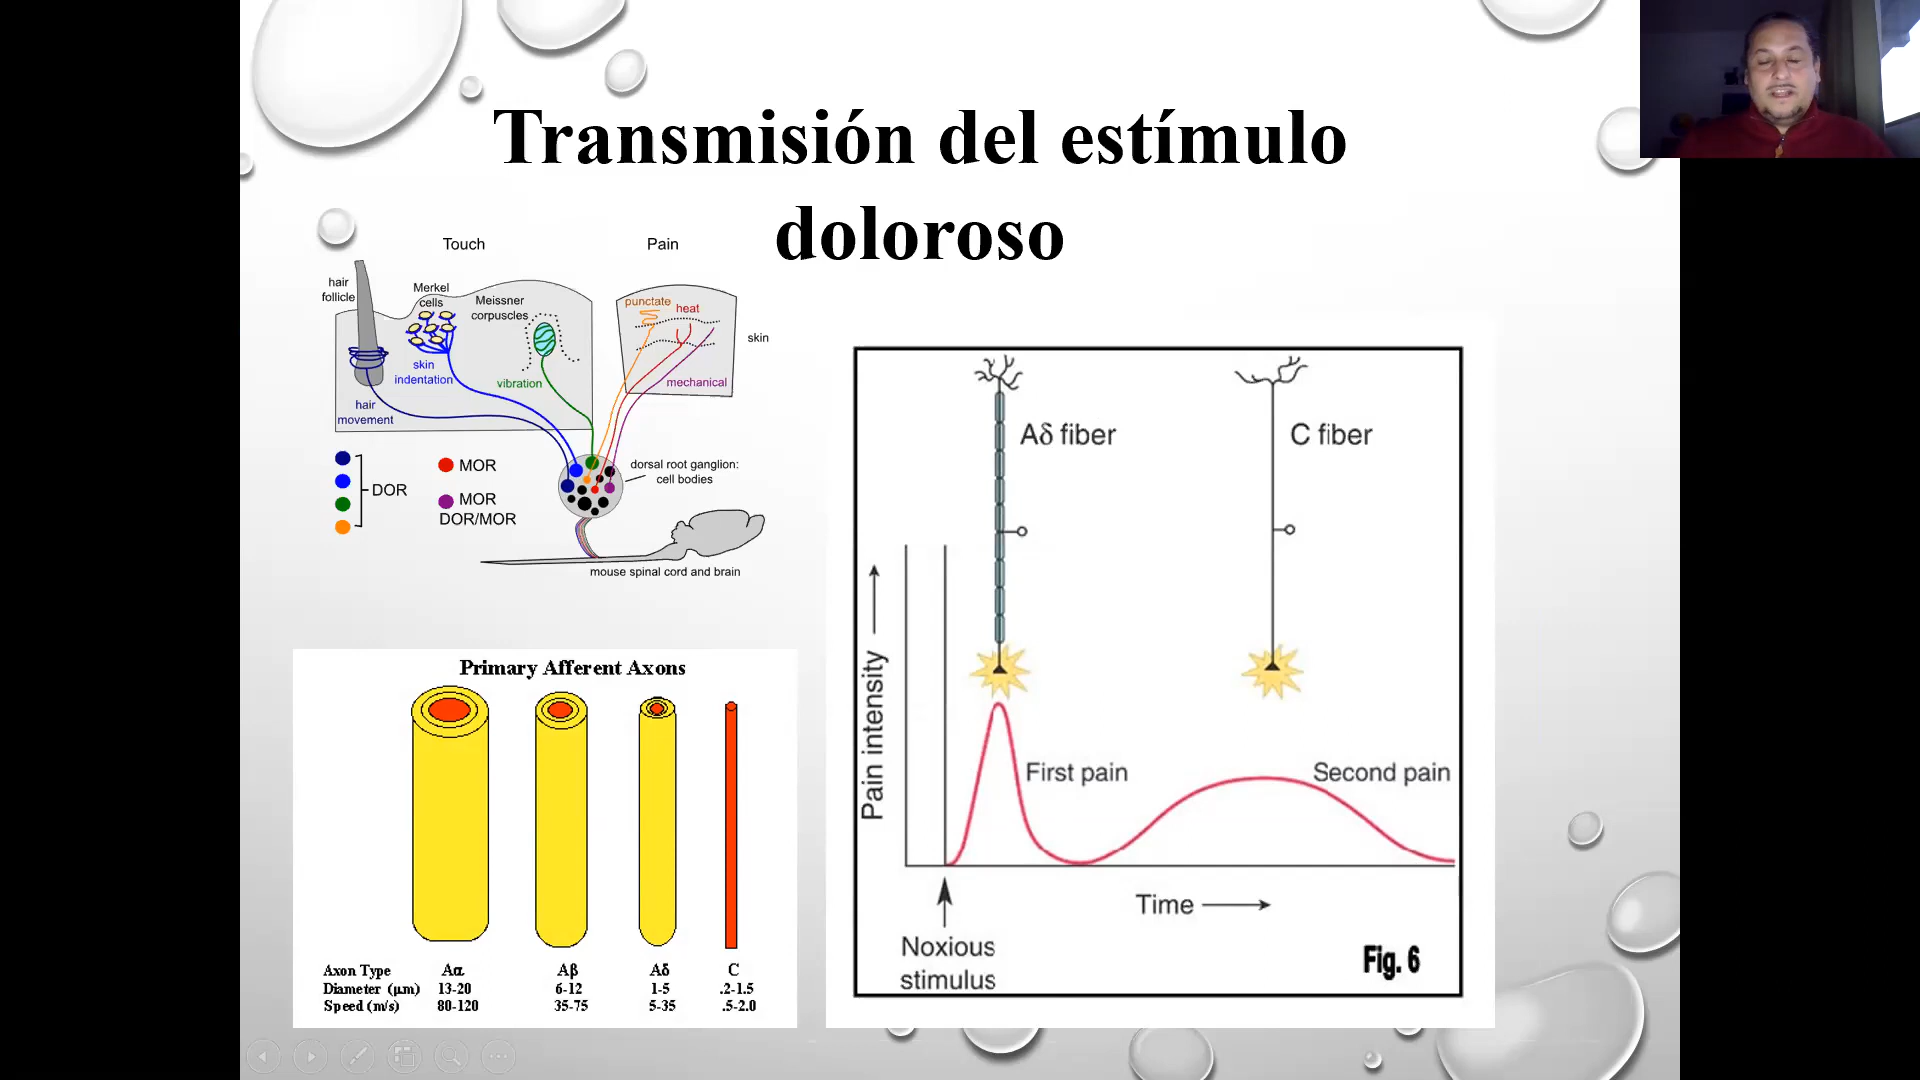 Transmisión del estímulo
doloroso
Touch
Pain
hair
follicle
Merkel
cells
Meissner
corpuscles
punctate
heat
skin
skin
indentation
vibration
mechanical
hair
movement
DOR
MOR
MOR
DOR/MOR
dorsal root ganglion:
cell bodies
mouse spinal cord and brain
Primary Afferent Axons
Axon Type Aα Aβ Aδ C
Diameter (μm) 13-20 6-12 1-5 .2-1.5
Speed (m/s) 80-120 35-75 5-35 .5-2.0
Aδ fiber
C fiber
Pain intensity
First pain
Second pain
Time
Noxious
stimulus
Fig. 6